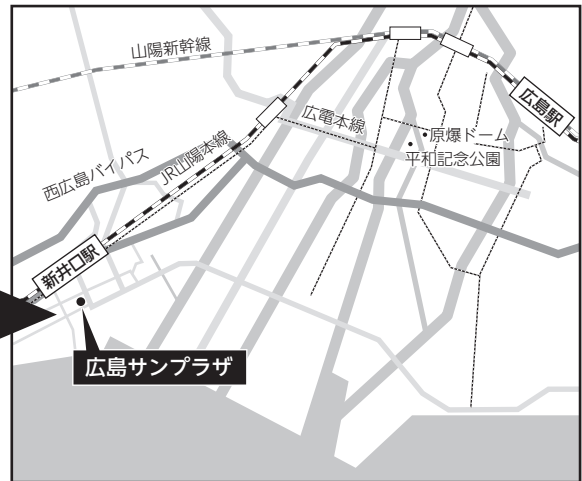 山陽新幹線
広島駅
広電本線
原爆ドーム
平和記念公園
JR山陽本線
西広島バイパス
新井口駅
広島サンプラザ